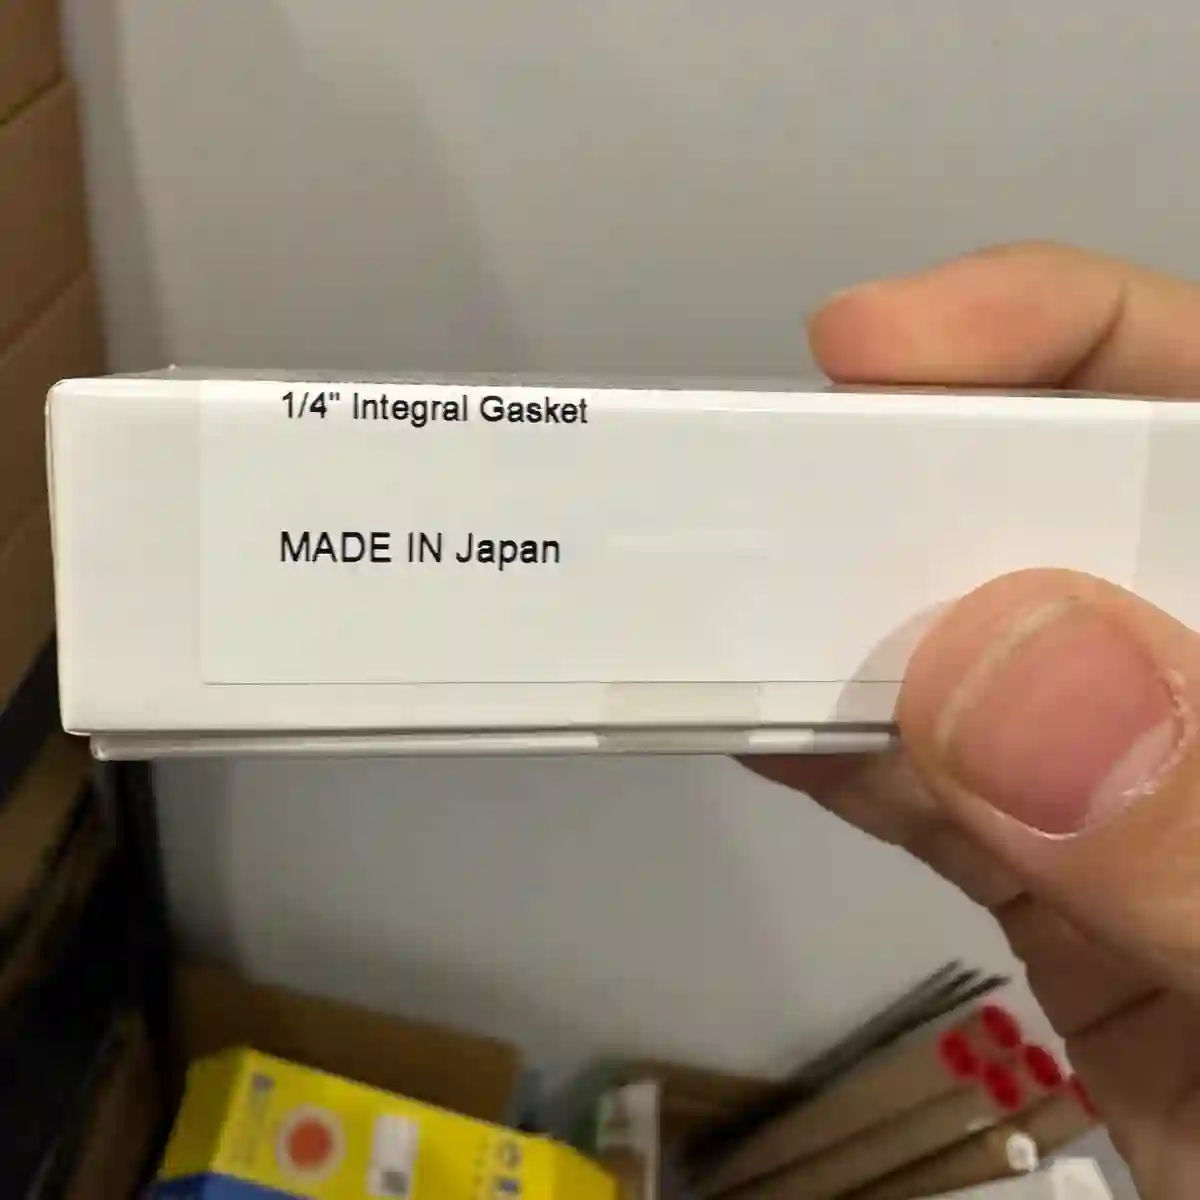 1/4" Integral Gasket
MADE IN Japan